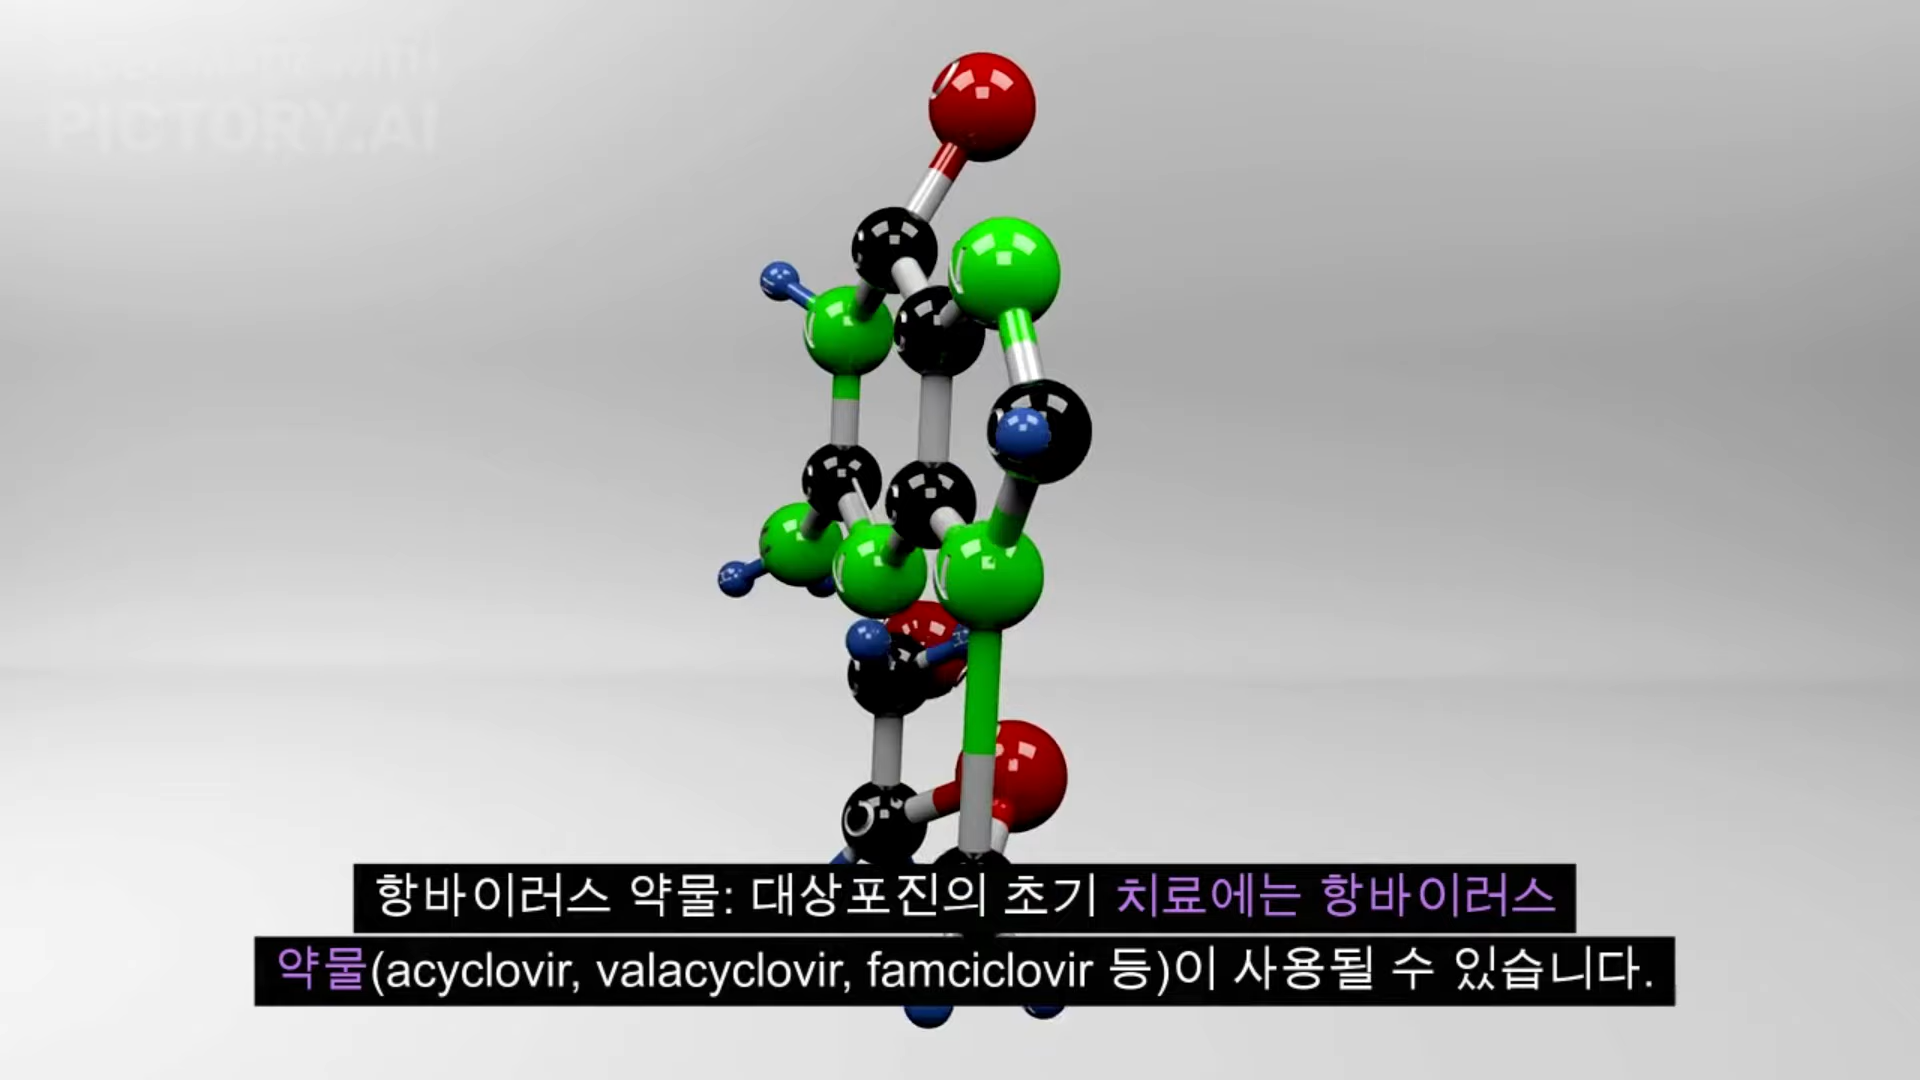 PICTORY.AI
항바이러스 약물: 대상포진의 초기 치료에는 항바이러스
약물(acyclovir, valacyclovir, famciclovir 등)이 사용될 수 있습니다.